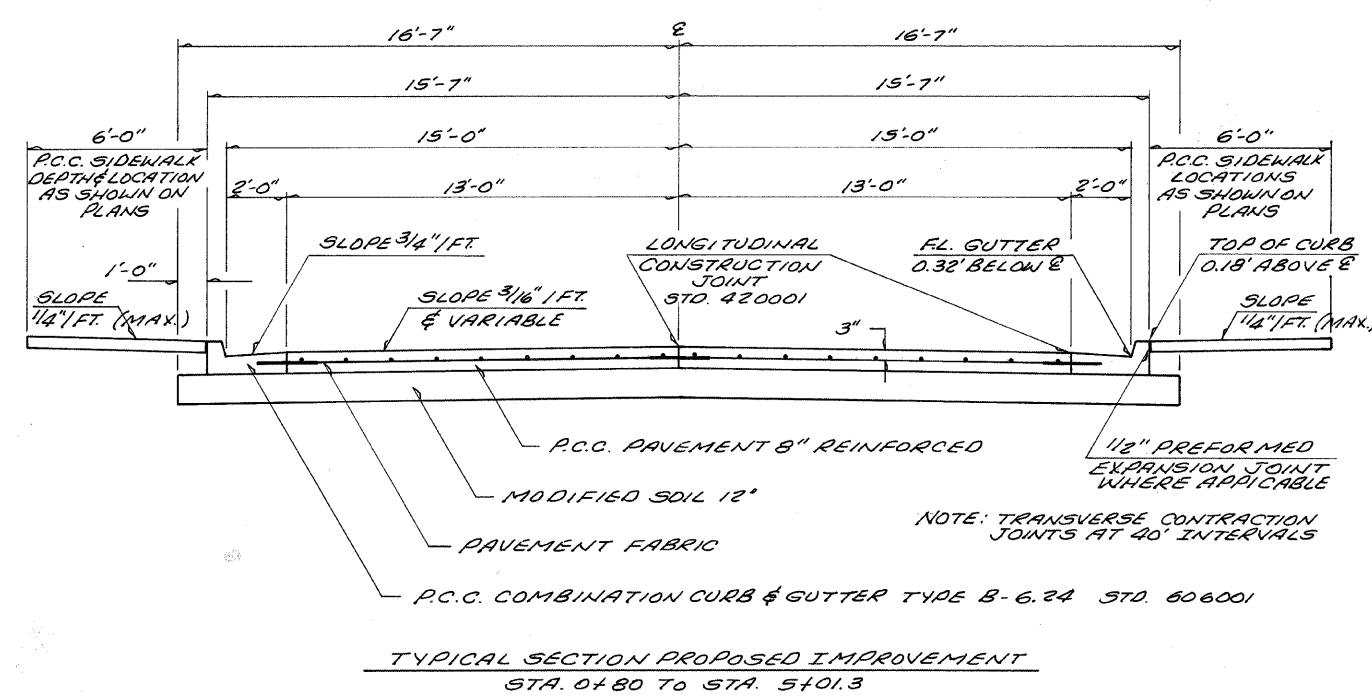 16'-7" ℄ 16'-7"
15'-7" 15'-7"
6'-0" 15'-0" 15'-0" 6'-0"
P.C.C. SIDEWALK
DEPTH & LOCATION
AS SHOWN ON
PLANS
P.C.C. SIDEWALK
LOCATIONS
AS SHOWN ON
PLANS
2'-0" 13'-0" 13'-0" 2'-0"
SLOPE 3/4"/FT.
LONGITUDINAL
CONSTRUCTION
JOINT
STD. 420001
FL. GUTTER
0.32' BELOW ℄
TOP OF CURB
0.18' ABOVE ℄
1'-0"
SLOPE
1/4"/FT. (MAX.)
SLOPE 3/16"/FT.
& VARIABLE
3"
SLOPE
1/4"/FT. (MAX.)
P.C.C. PAVEMENT 8" REINFORCED
1/2" PREFORMED
EXPANSION JOINT
WHERE APPLICABLE
MODIFIED SOIL 12"
NOTE: TRANSVERSE CONTRACTION
JOINTS AT 40' INTERVALS
PAVEMENT FABRIC
P.C.C. COMBINATION CURB & GUTTER TYPE B-6.24 STD. 606001
TYPICAL SECTION PROPOSED IMPROVEMENT
STA. 0+80 TO STA. 5+01.3